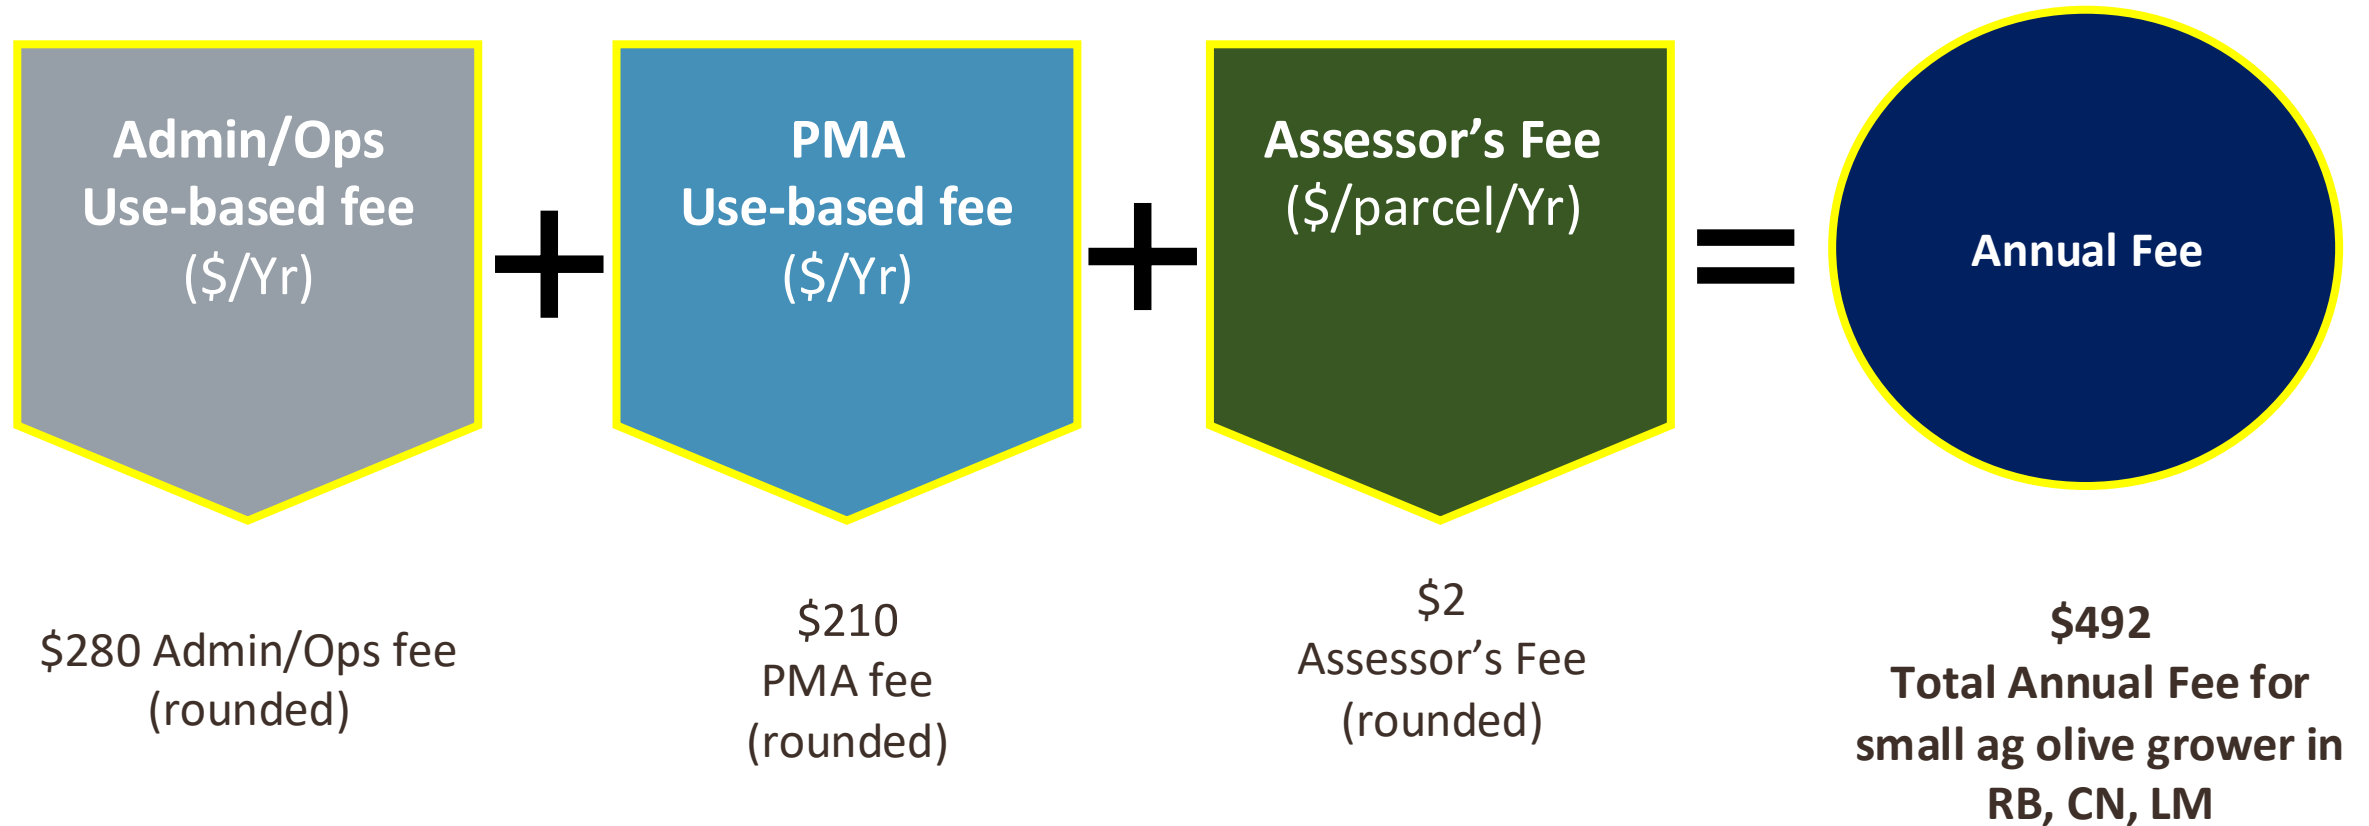 Admin/Ops
Use-based fee
($/Yr)
PMA
Use-based fee
($/Yr)
Assessor’s Fee
($/parcel/Yr)
Annual Fee
$280 Admin/Ops fee
(rounded)
$210
PMA fee
(rounded)
$2
Assessor’s Fee
(rounded)
$492
Total Annual Fee for
small ag olive grower in
RB, CN, LM